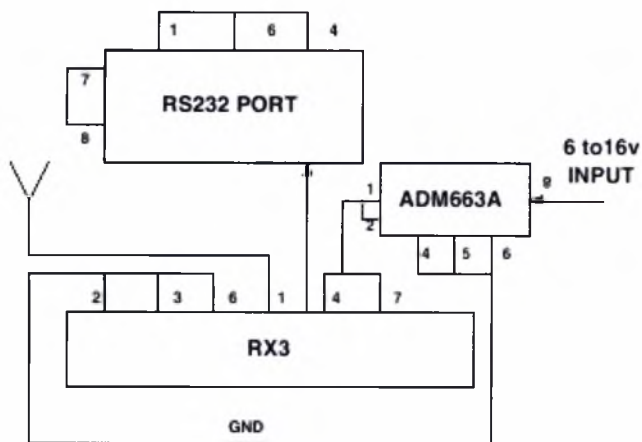 1 6 4
7
RS232 PORT
8
6 to16v
INPUT
1
ADM663A
2
4 5 6
2 3 6 1 4 7
RX3
GND